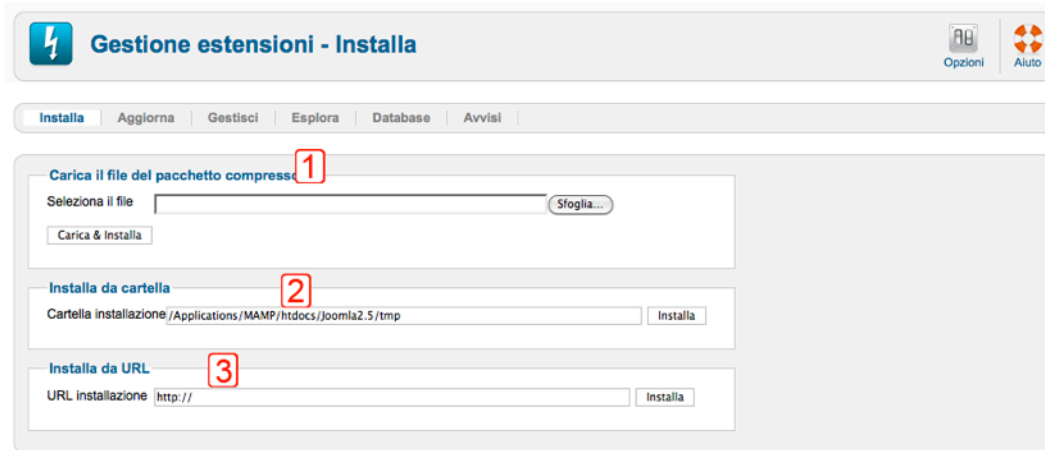 Gestione estensioni - Installa
Opzioni
Aiuto
Installa Aggiorna Gestisci Esplora Database Avvisi
Carica il file del pacchetto compresso 1
Seleziona il file Sfoglia...
Carica & Installa
Installa da cartella 2
Cartella installazione /Applications/MAMP/htdocs/Joomla2.5/tmp Installa
Installa da URL 3
URL installazione http:// Installa